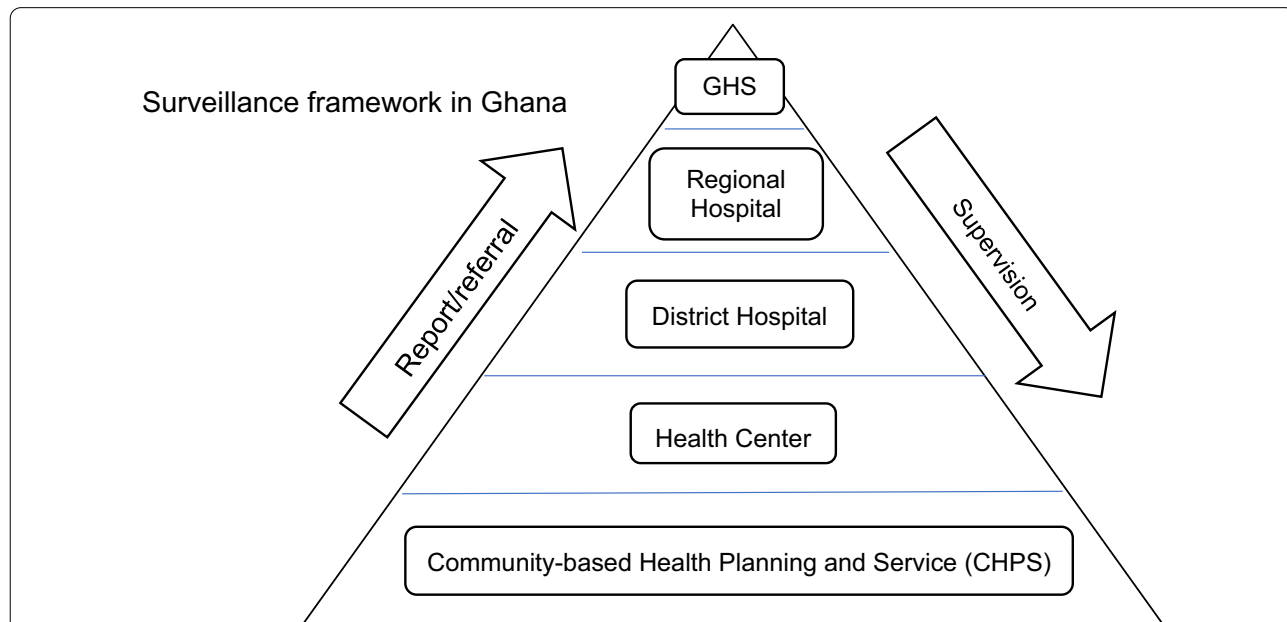 GHS
Surveillance framework in Ghana
Regional
Hospital
Report/referral
Supervision
District Hospital
Health Center
Community-based Health Planning and Service (CHPS)